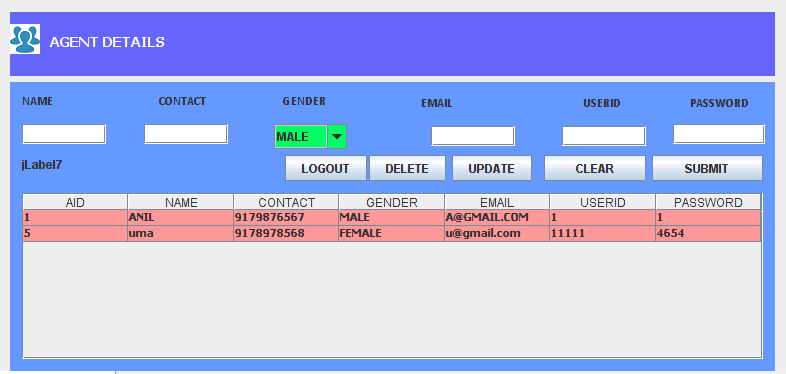 AGENT DETAILS
NAME CONTACT GENDER EMAIL USERID PASSWORD
MALE
jLabel7 LOGOUT DELETE UPDATE CLEAR SUBMIT
AID NAME CONTACT GENDER EMAIL USERID PASSWORD
1 ANIL 9179876567 MALE A@GMAIL.COM 1 1
5 uma 9178978568 FEMALE u@gmail.com 11111 4654